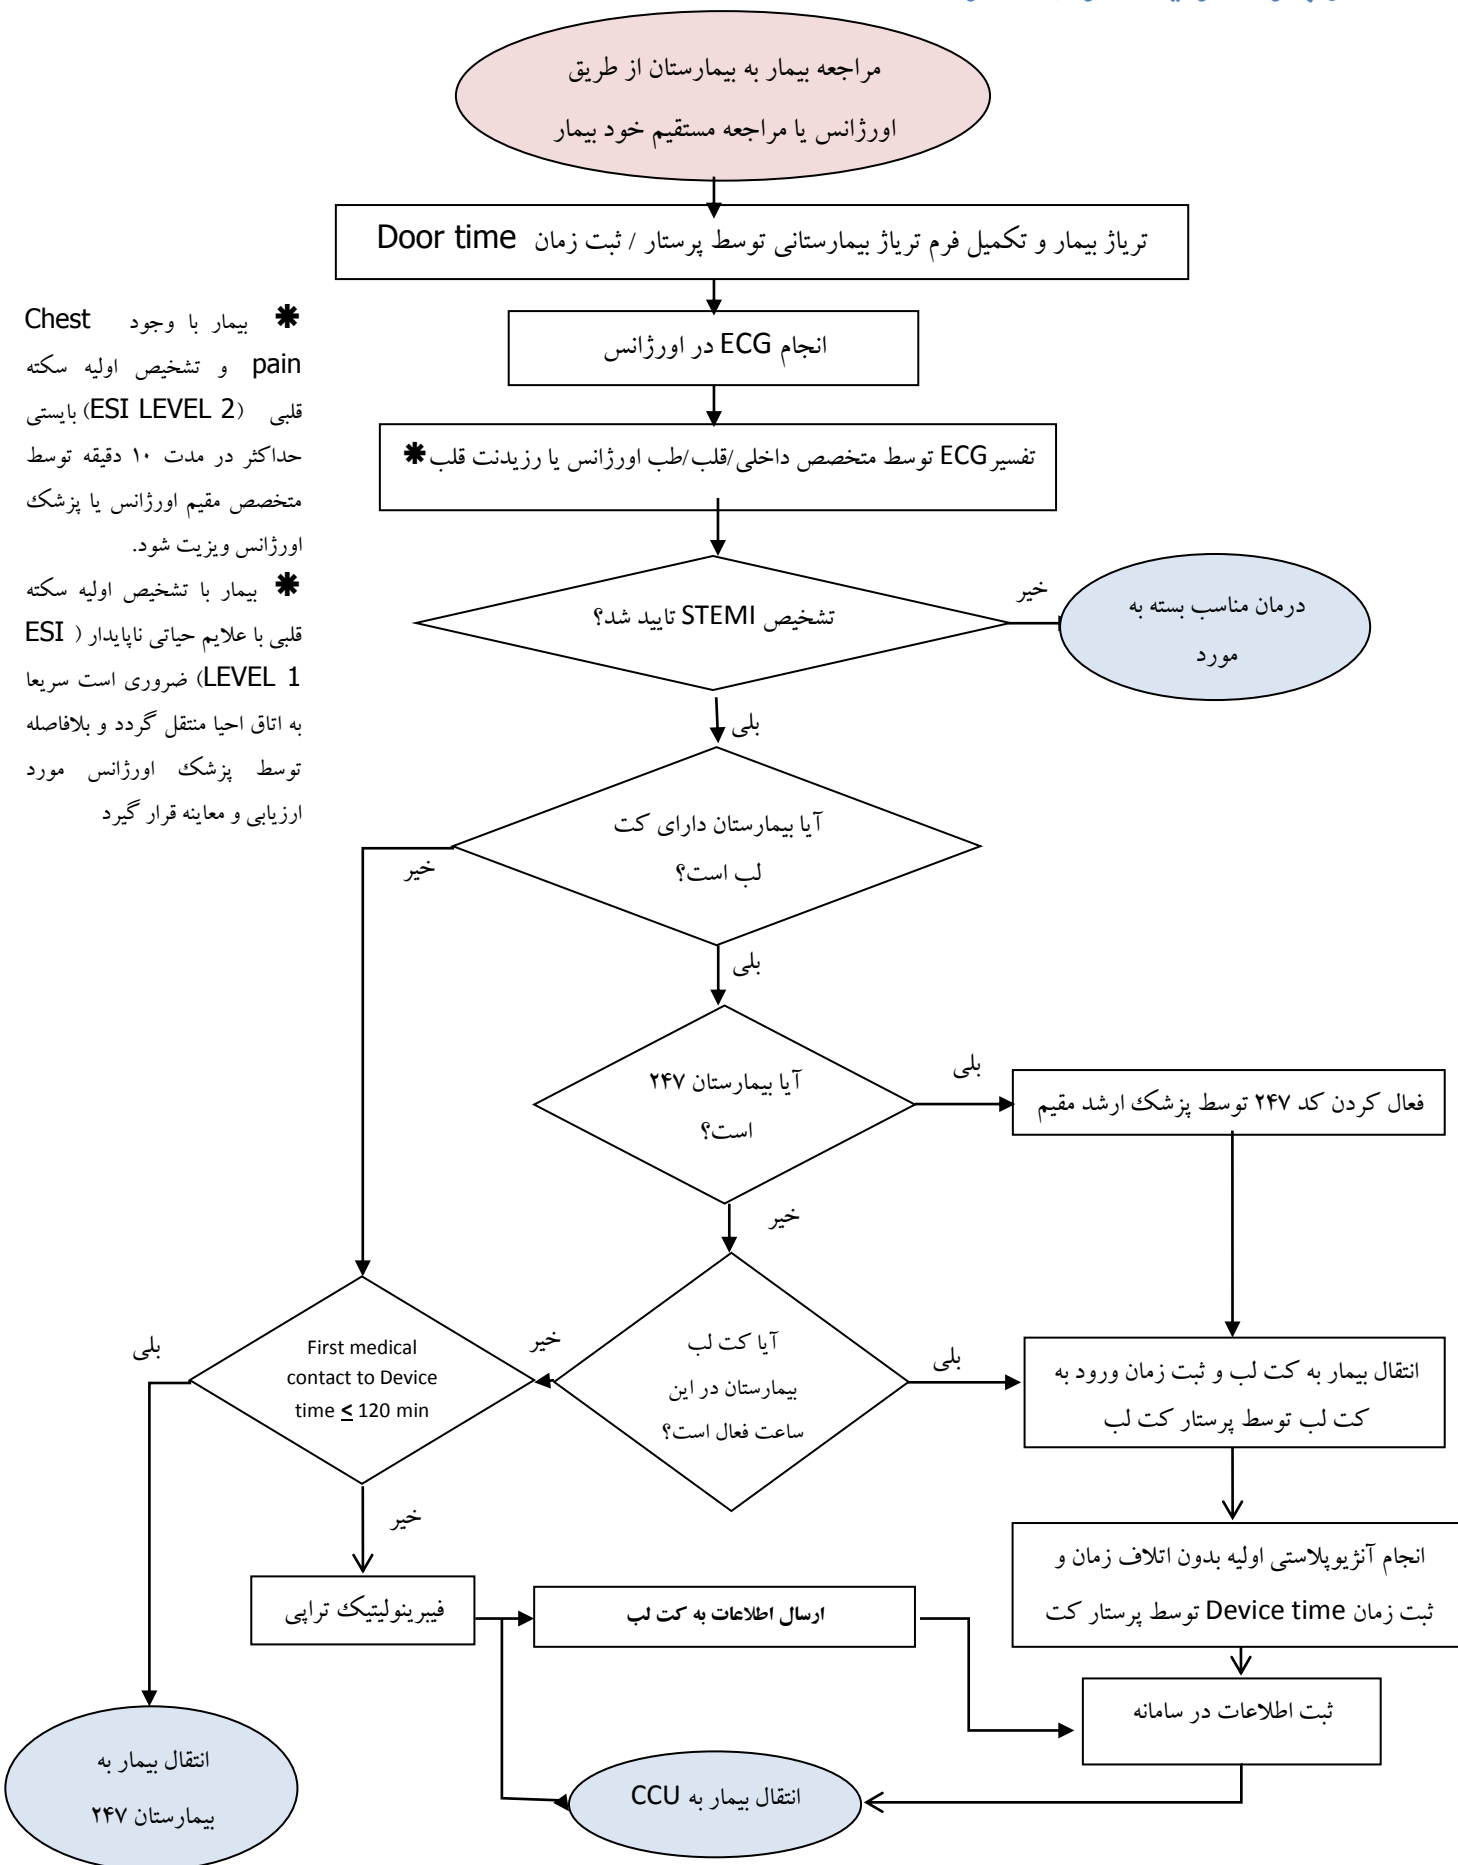 مراجعه بیمار به بیمارستان از طریق
اورژانس یا مراجعه مستقیم خود بیمار
تریاژ بیمار و تکمیل فرم تریاژ بیمارستانی توسط پرستار / ثبت زمان Door time
انجام ECG در اورژانس
تفسیر ECG توسط متخصص داخلی/قلب/طب اورژانس یا رزیدنت قلب ✱
✱ بیمار با وجود Chest
pain و تشخیص اولیه سکته
قلبی (ESI LEVEL 2) بایستی
حداکثر در مدت ۱۰ دقیقه توسط
متخصص مقیم اورژانس یا پزشک
اورژانس ویزیت شود.
✱ بیمار با تشخیص اولیه سکته
قلبی با علایم حیاتی ناپایدار ( ESI
LEVEL 1) ضروری است سریعا
به اتاق احیا منتقل گردد و بلافاصله
توسط پزشک اورژانس مورد
ارزیابی و معاینه قرار گیرد
تشخیص STEMI تایید شد؟
خیر
درمان مناسب بسته به
مورد
بلی
آیا بیمارستان دارای کت
لب است؟
خیر
بلی
آیا بیمارستان ۲۴۷
است؟
بلی
فعال کردن کد ۲۴۷ توسط پزشک ارشد مقیم
خیر
آیا کت لب
بیمارستان در این
ساعت فعال است؟
بلی
انتقال بیمار به کت لب و ثبت زمان ورود به
کت لب توسط پرستار کت لب
خیر
First medical
contact to Device
time ≤ 120 min
بلی
خیر
انجام آنژیوپلاستی اولیه بدون اتلاف زمان و
ثبت زمان Device time توسط پرستار کت
فیبرینولیتیک تراپی
ارسال اطلاعات به کت لب
ثبت اطلاعات در سامانه
انتقال بیمار به
بیمارستان ۲۴۷
انتقال بیمار به CCU